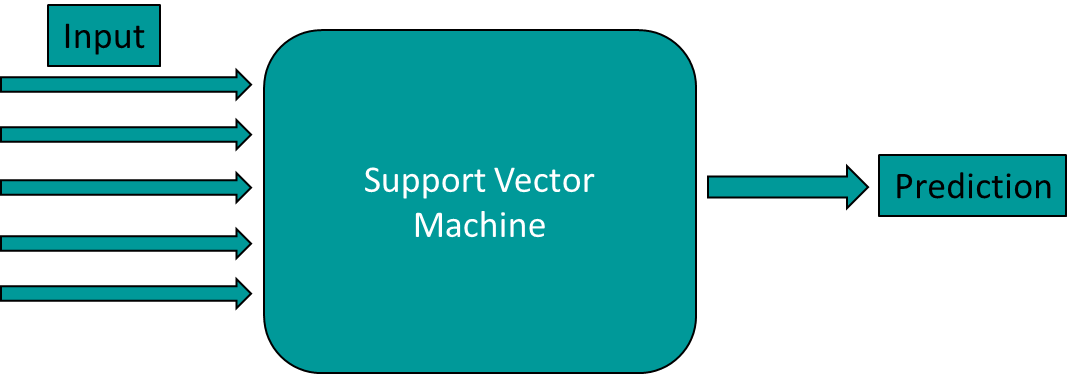 Input
Support Vector
Machine
Prediction